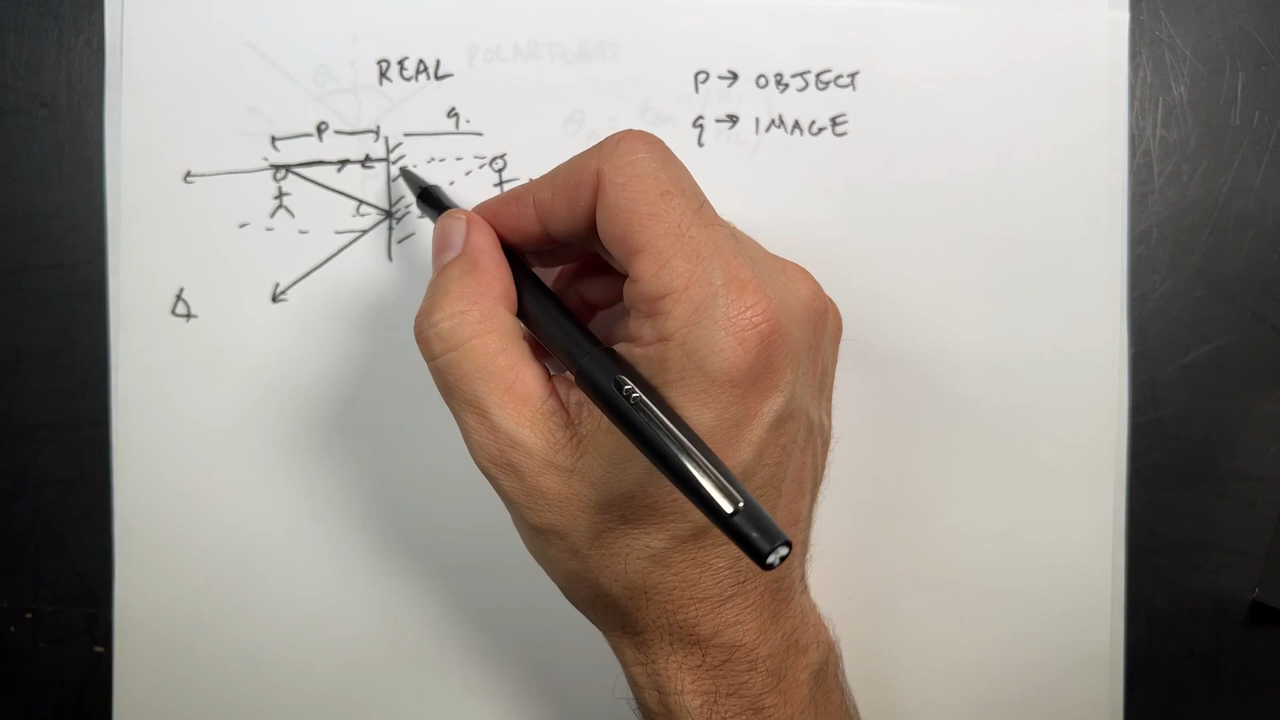 REAL
p → OBJECT
q → IMAGE
p
q.